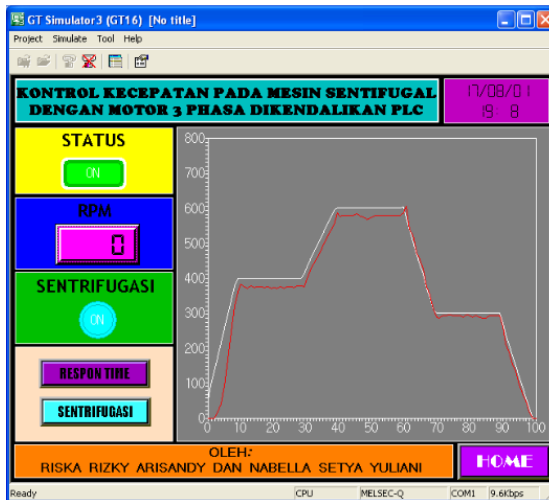 GT Simulator3 (GT16) [No title]
Project Simulate Tool Help
KONTROL KECEPATAN PADA MESIN SENTIFUGAL
DENGAN MOTOR 3 PHASA DIKENDALIKAN PLC
17/08/01
19: 8
STATUS
ON
RPM
0
SENTRIFUGASI
ON
RESPON TIME
SENTRIFUGASI
800
700
600
500
400
300
200
100
0
0 10 20 30 40 50 60 70 80 90 100
OLEH:
RISKA RIZKY ARISANDY DAN NABELLA SETYA YULIANI
HOME
Ready CPU MELSEC-Q COM1 9.6Kbps